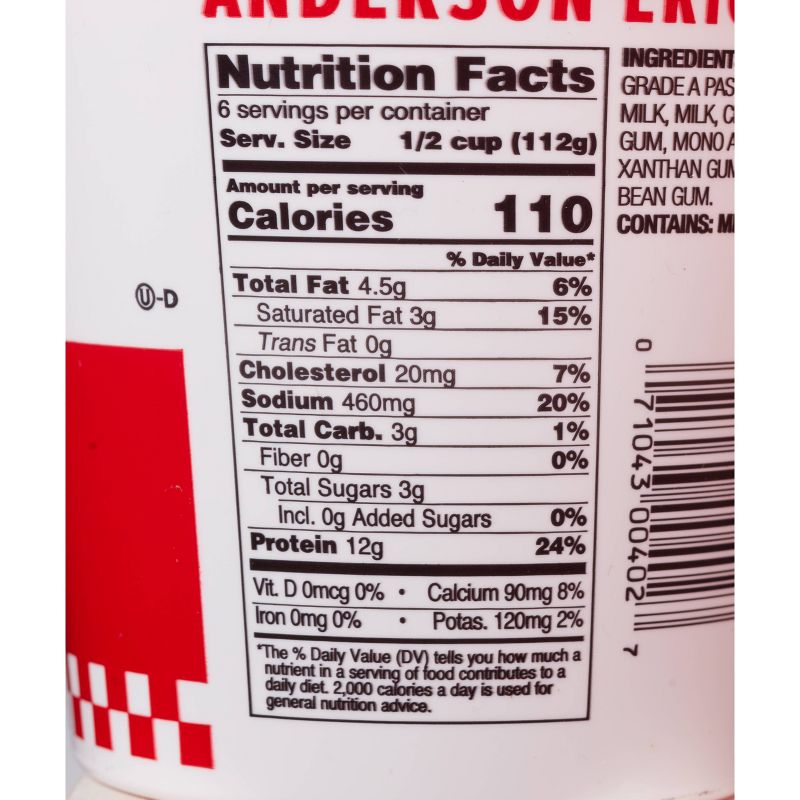 ANDERSON
Nutrition Facts
6 servings per container
Serv. Size 1/2 cup (112g)
Amount per serving
Calories 110
% Daily Value*
Total Fat 4.5g 6%
Saturated Fat 3g 15%
Trans Fat 0g
Cholesterol 20mg 7%
Sodium 460mg 20%
Total Carb. 3g 1%
Fiber 0g 0%
Total Sugars 3g
Incl. 0g Added Sugars 0%
Protein 12g 24%
Vit. D 0mcg 0% • Calcium 90mg 8%
Iron 0mg 0% • Potas. 120mg 2%
*The % Daily Value (DV) tells you how much a
nutrient in a serving of food contributes to a
daily diet. 2,000 calories a day is used for
general nutrition advice.
U-D
INGREDIENT
GRADE A PAS
MILK, MILK, C
GUM, MONO A
XANTHAN GUM
BEAN GUM.
CONTAINS: M
0 71043 00402 7